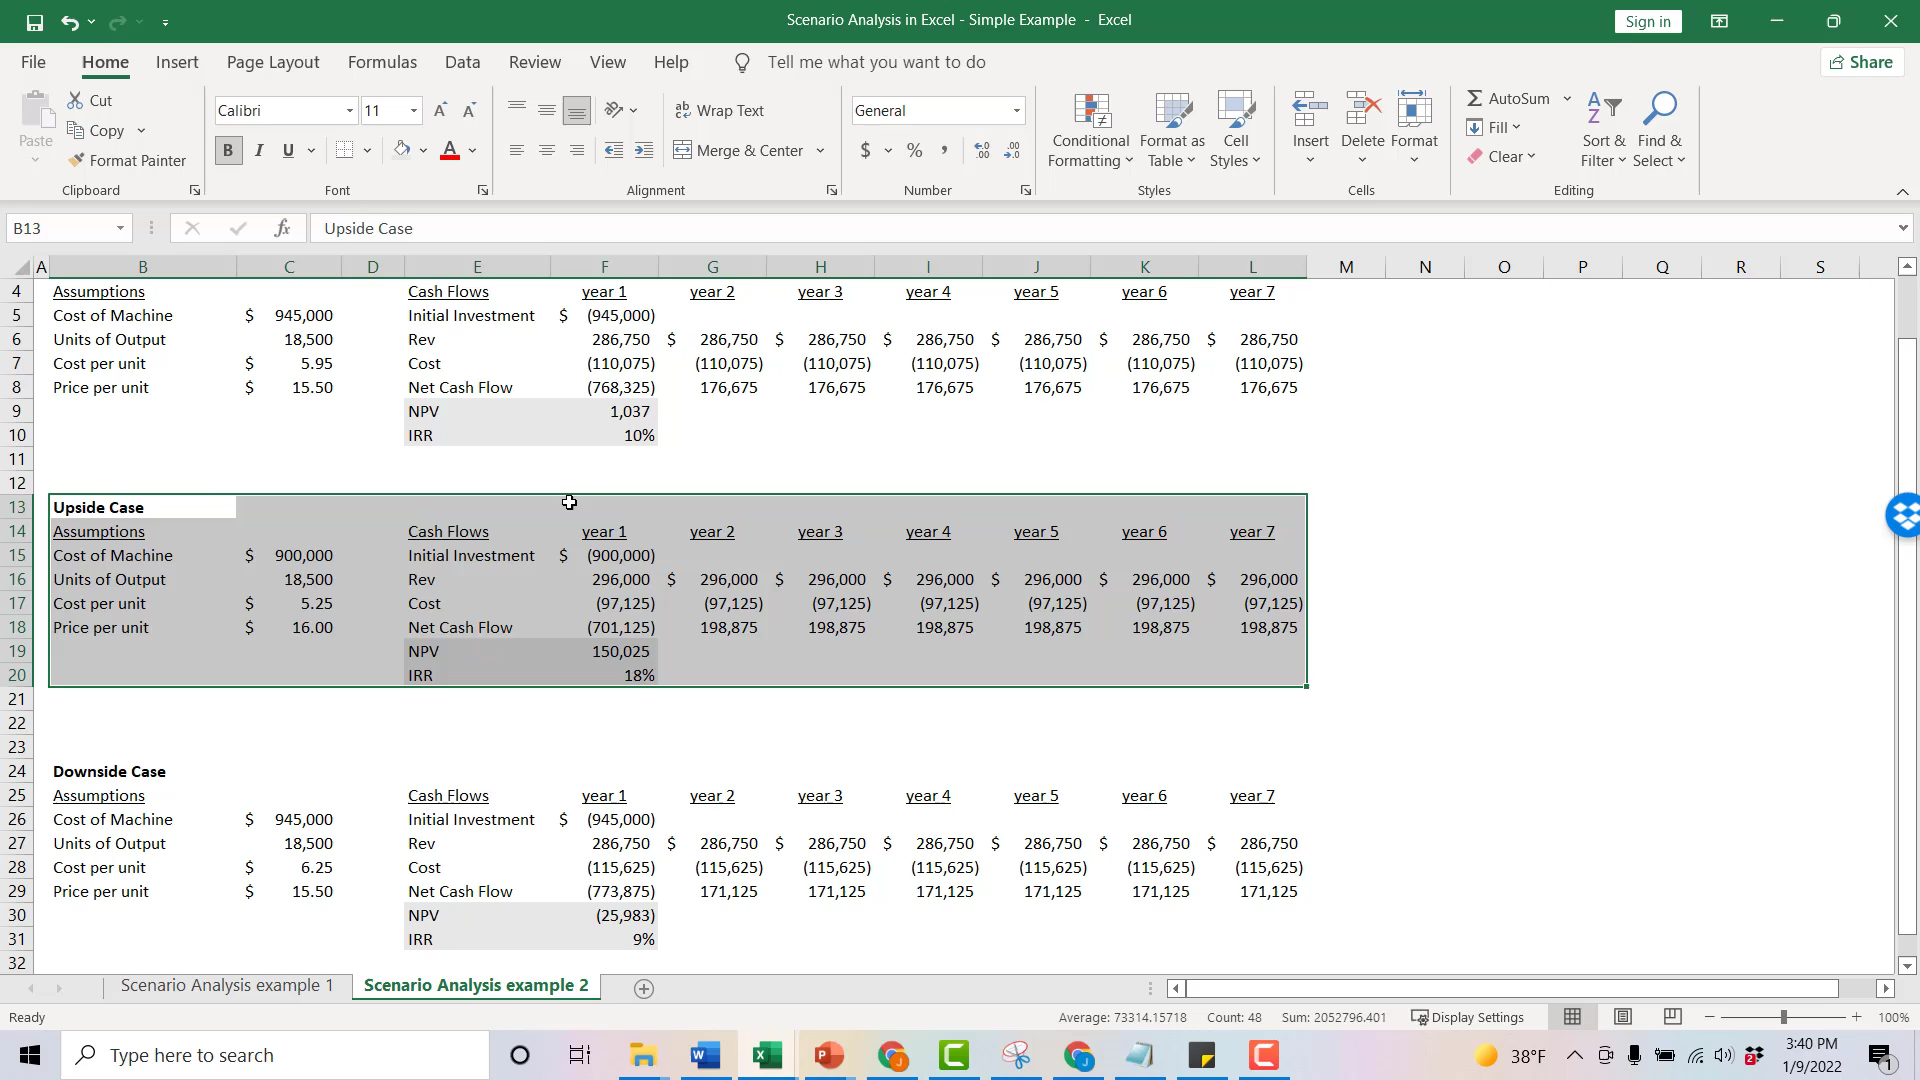 Scenario Analysis in Excel - Simple Example - Excel
Sign in
File Home Insert Page Layout Formulas Data Review View Help Tell me what you want to do Share
Paste Cut Copy Format Painter Clipboard
Calibri 11 A A B I U A Font
ab Wrap Text Merge & Center Alignment
General $ % , Number
Conditional Formatting Format as Table Cell Styles Styles
Insert Delete Format Cells
AutoSum Fill Clear Sort & Filter Find & Select Editing
B13 fx Upside Case
A B C D E F G H I J K L M N O P Q R S
4 Assumptions Cash Flows year 1 year 2 year 3 year 4 year 5 year 6 year 7
5 Cost of Machine $ 945,000 Initial Investment $ (945,000)
6 Units of Output 18,500 Rev 286,750 $ 286,750 $ 286,750 $ 286,750 $ 286,750 $ 286,750 $ 286,750
7 Cost per unit $ 5.95 Cost (110,075) (110,075) (110,075) (110,075) (110,075) (110,075) (110,075)
8 Price per unit $ 15.50 Net Cash Flow (768,325) 176,675 176,675 176,675 176,675 176,675 176,675
9 NPV 1,037
10 IRR 10%
11
12
13 Upside Case
14 Assumptions Cash Flows year 1 year 2 year 3 year 4 year 5 year 6 year 7
15 Cost of Machine $ 900,000 Initial Investment $ (900,000)
16 Units of Output 18,500 Rev 296,000 $ 296,000 $ 296,000 $ 296,000 $ 296,000 $ 296,000 $ 296,000
17 Cost per unit $ 5.25 Cost (97,125) (97,125) (97,125) (97,125) (97,125) (97,125) (97,125)
18 Price per unit $ 16.00 Net Cash Flow (701,125) 198,875 198,875 198,875 198,875 198,875 198,875
19 NPV 150,025
20 IRR 18%
21
22
23
24 Downside Case
25 Assumptions Cash Flows year 1 year 2 year 3 year 4 year 5 year 6 year 7
26 Cost of Machine $ 945,000 Initial Investment $ (945,000)
27 Units of Output 18,500 Rev 286,750 $ 286,750 $ 286,750 $ 286,750 $ 286,750 $ 286,750 $ 286,750
28 Cost per unit $ 6.25 Cost (115,625) (115,625) (115,625) (115,625) (115,625) (115,625) (115,625)
29 Price per unit $ 15.50 Net Cash Flow (773,875) 171,125 171,125 171,125 171,125 171,125 171,125
30 NPV (25,983)
31 IRR 9%
32
Scenario Analysis example 1 Scenario Analysis example 2
Ready Average: 73314.15718 Count: 48 Sum: 2052796.401 Display Settings 100%
Type here to search 38°F 3:40 PM
1/9/2022